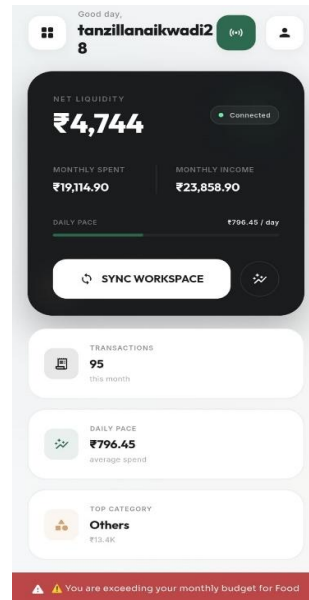 Good day,
tanzillanaikwadi2
8
NET LIQUIDITY
₹4,744
Connected
MONTHLY SPENT
₹19,114.90
MONTHLY INCOME
₹23,858.90
DAILY PACE
₹796.45 / day
SYNC WORKSPACE
TRANSACTIONS
95
this month
DAILY PACE
₹796.45
average spend
TOP CATEGORY
Others
₹13.4K
You are exceeding your monthly budget for Food